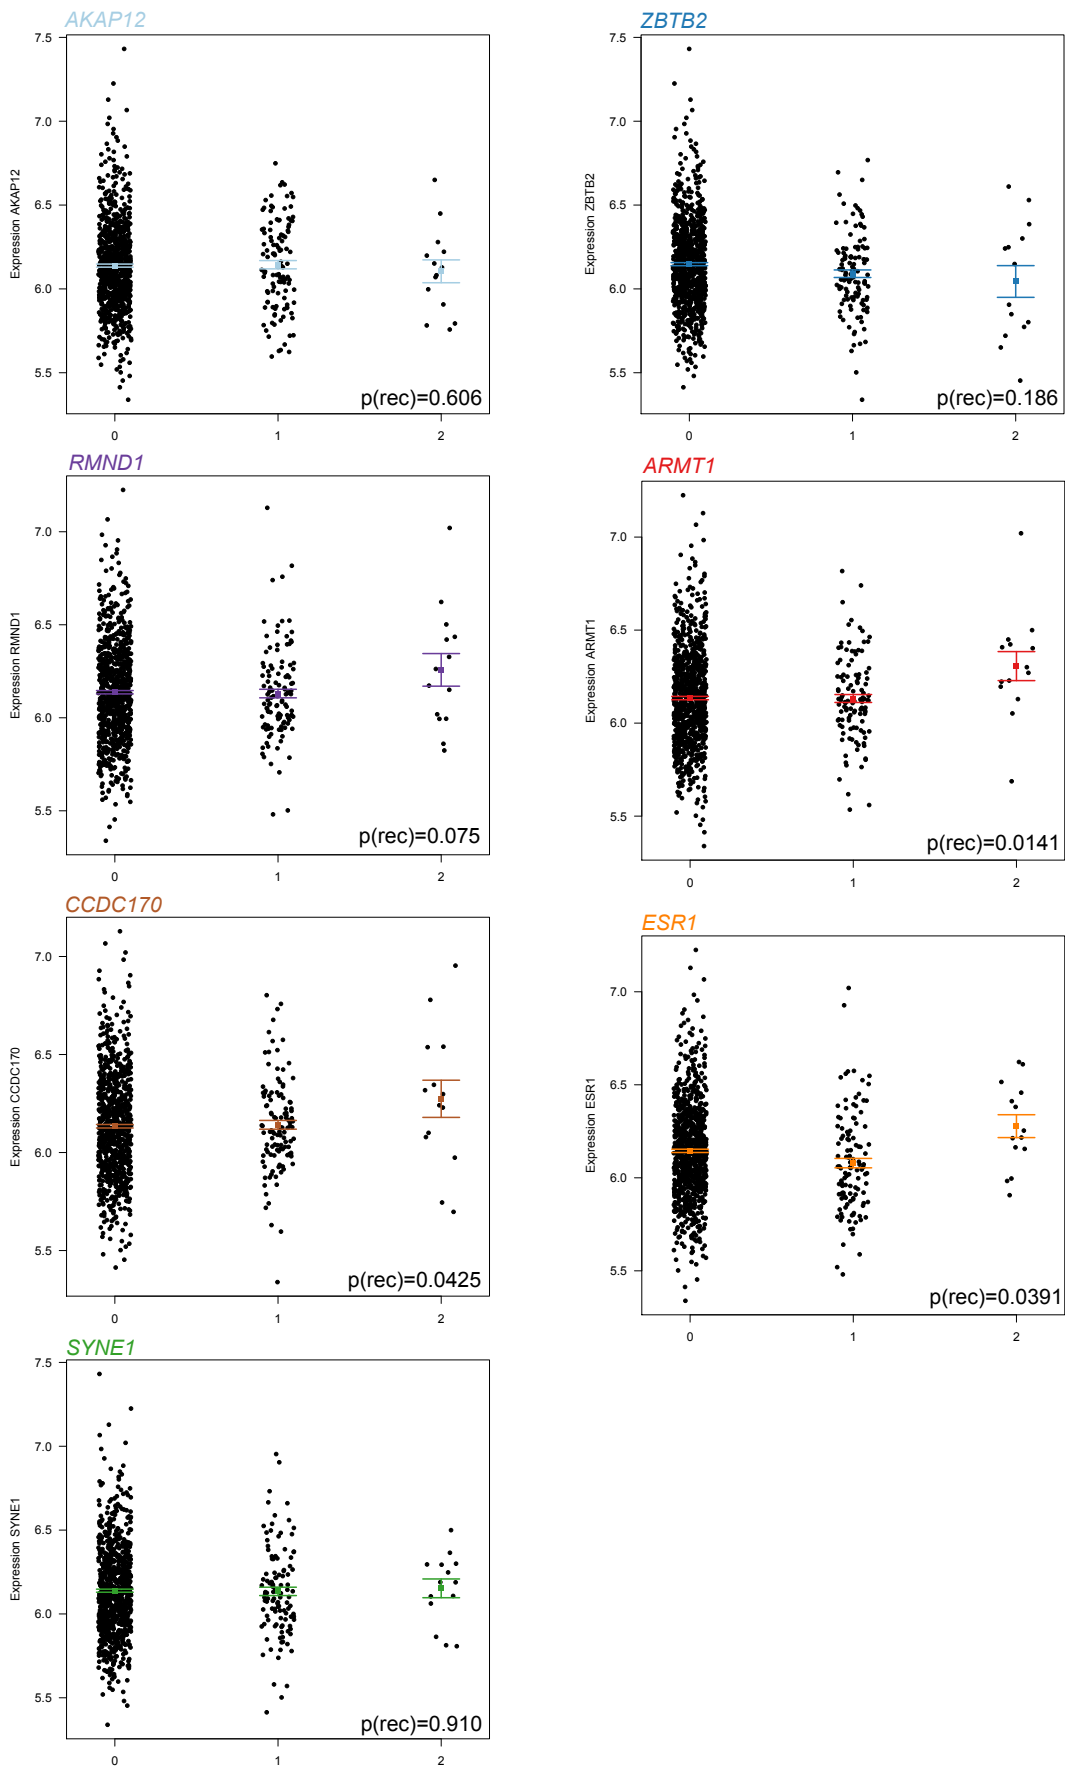 AKAP12
7.5
7.0
6.5
6.0
5.5
Expression AKAP12
p(rec)=0.606
0 1 2
ZBTB2
7.5
7.0
6.5
6.0
5.5
Expression ZBTB2
p(rec)=0.186
0 1 2
RMND1
7.0
6.5
6.0
5.5
Expression RMND1
p(rec)=0.075
0 1 2
ARMT1
7.0
6.5
6.0
5.5
Expression ARMT1
p(rec)=0.0141
0 1 2
CCDC170
7.0
6.5
6.0
5.5
Expression CCDC170
p(rec)=0.0425
0 1 2
ESR1
7.0
6.5
6.0
5.5
Expression ESR1
p(rec)=0.0391
0 1 2
SYNE1
7.5
7.0
6.5
6.0
5.5
Expression SYNE1
p(rec)=0.910
0 1 2